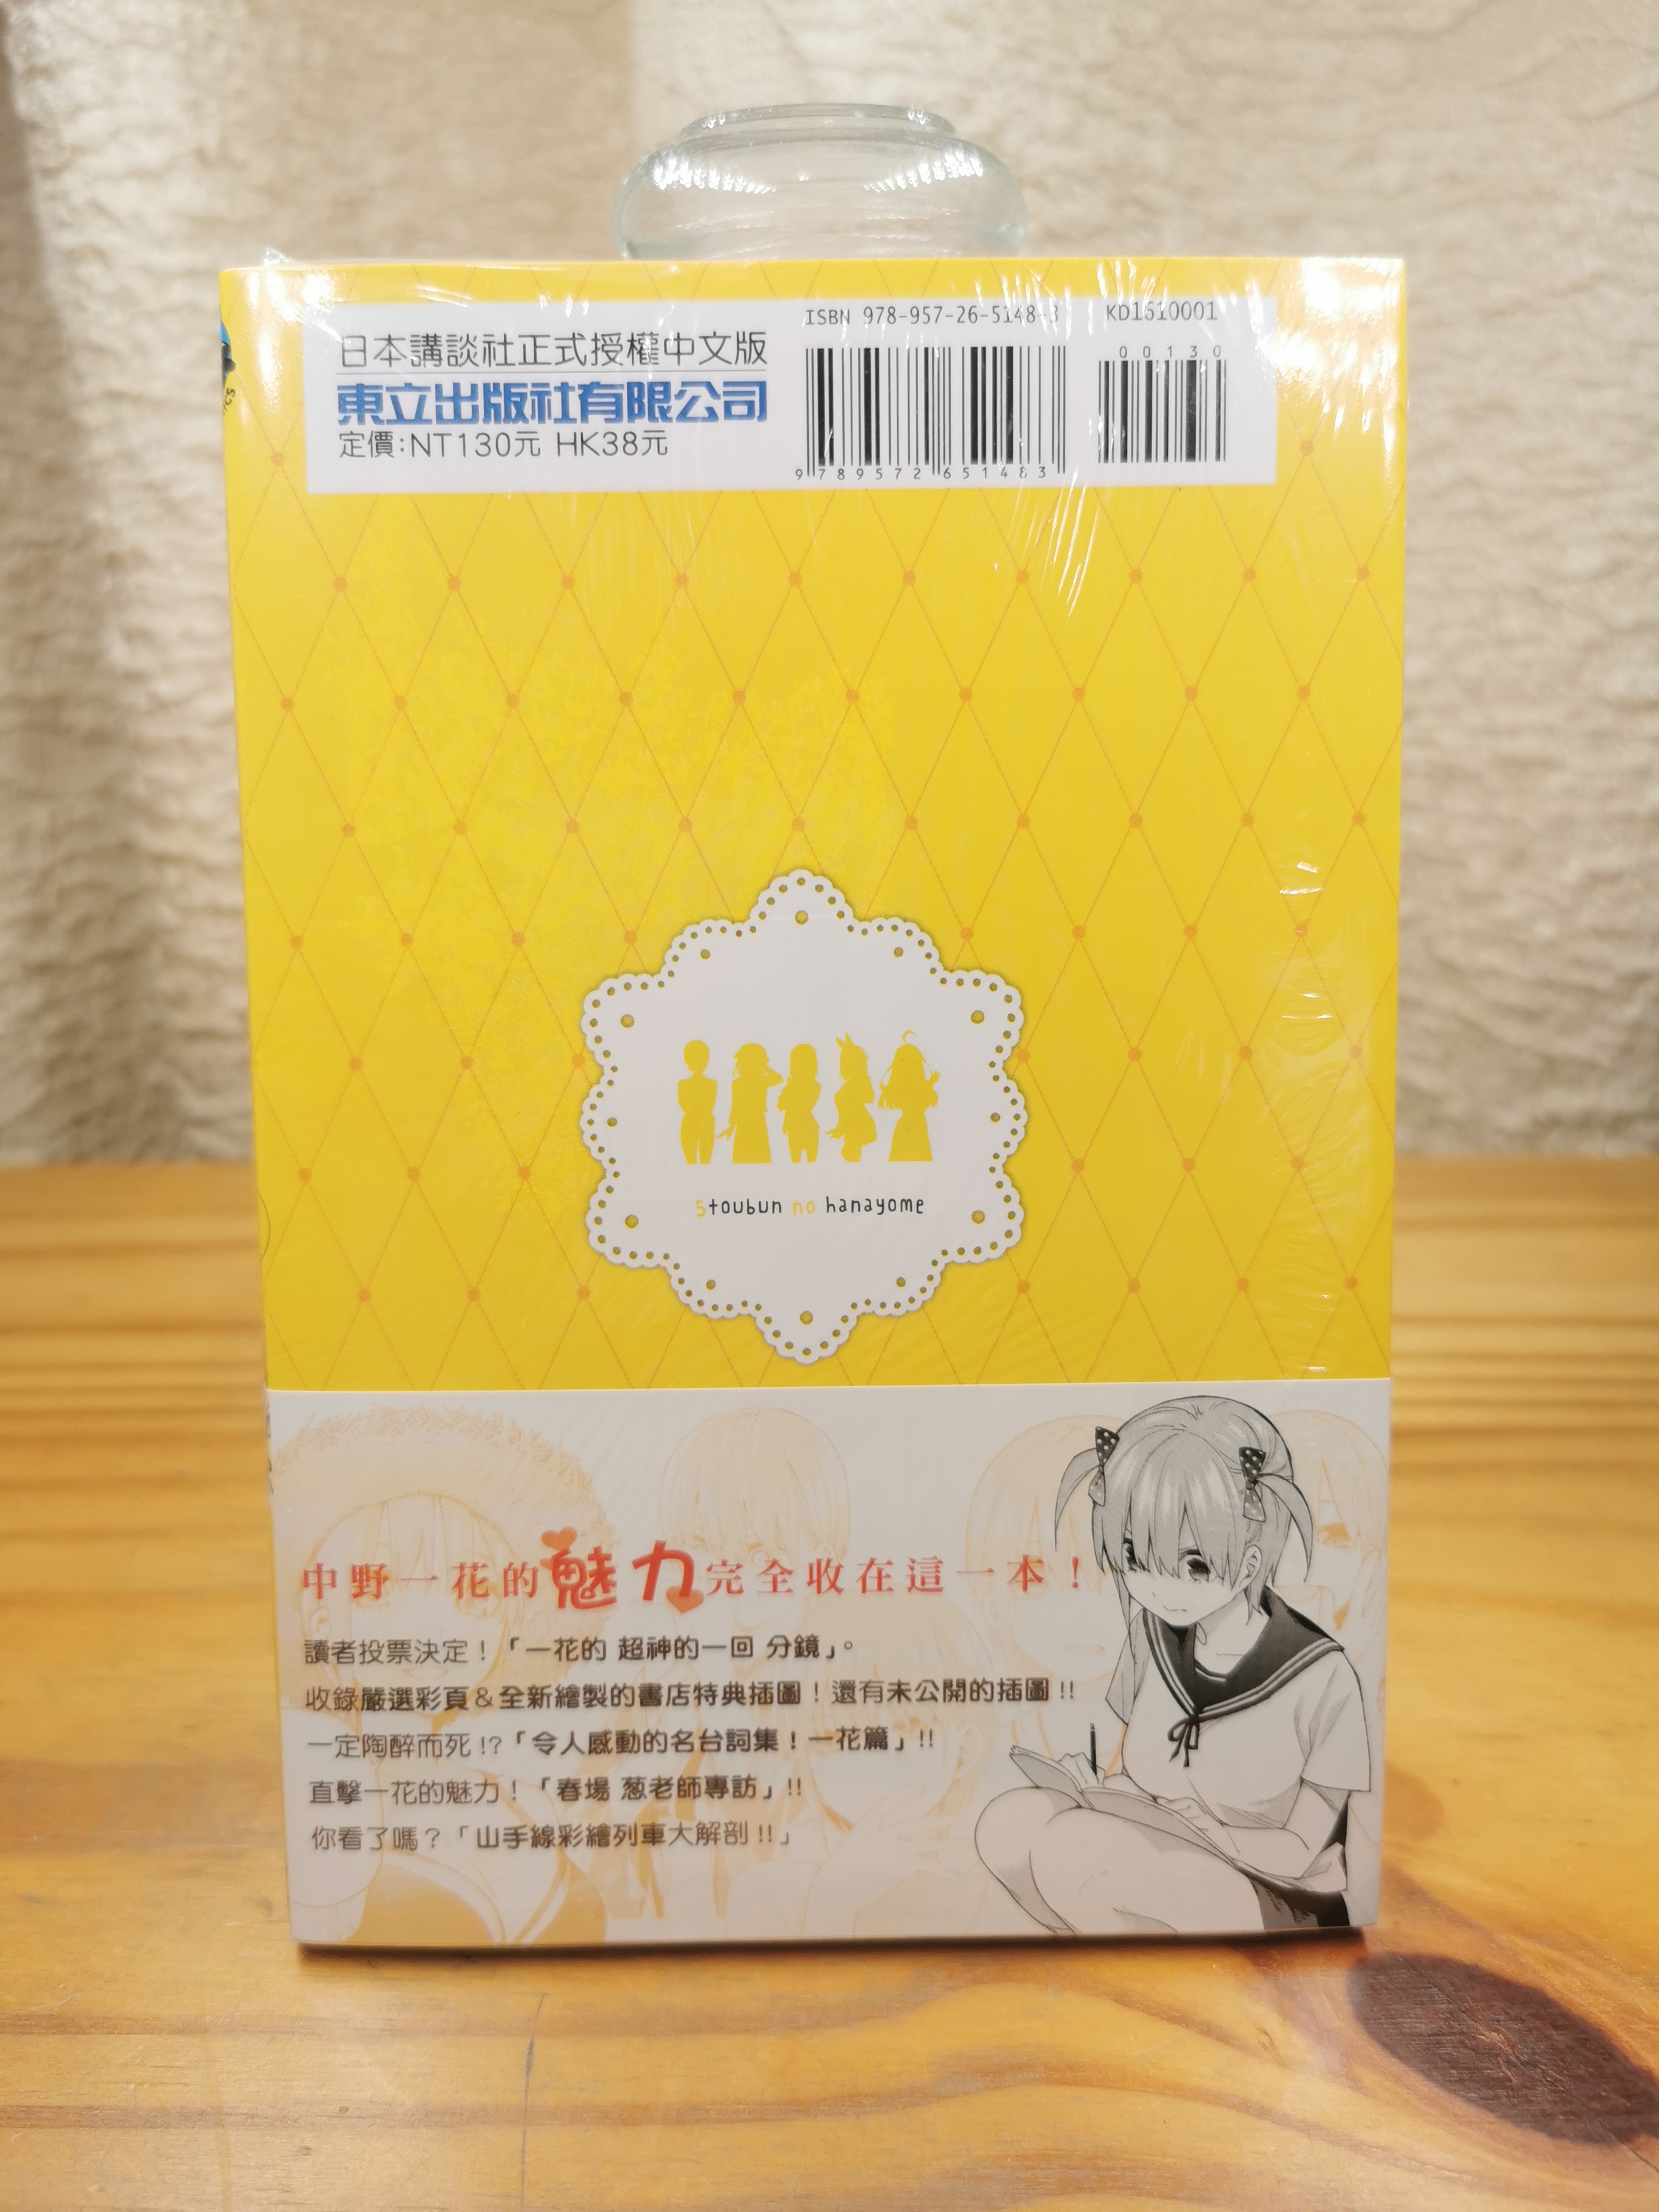 日本講談社正式授權中文版
東立出版社有限公司
定價:NT130元 HK38元
ISBN 978-957-26-5148-3
9 789572 651483
KD1610001
00130
5toubun no hanayome
中野一花的魅力完全收在這一本！
讀者投票決定！「一花的 超神的一回 分鏡」。
收錄嚴選彩頁＆全新繪製的書店特典插圖！還有未公開的插圖!!
一定陶醉而死!?「令人感動的名台詞集！一花篇」!!
直擊一花的魅力！「春場 葱老師專訪」!!
你看了嗎？「山手線彩繪列車大解剖!!」